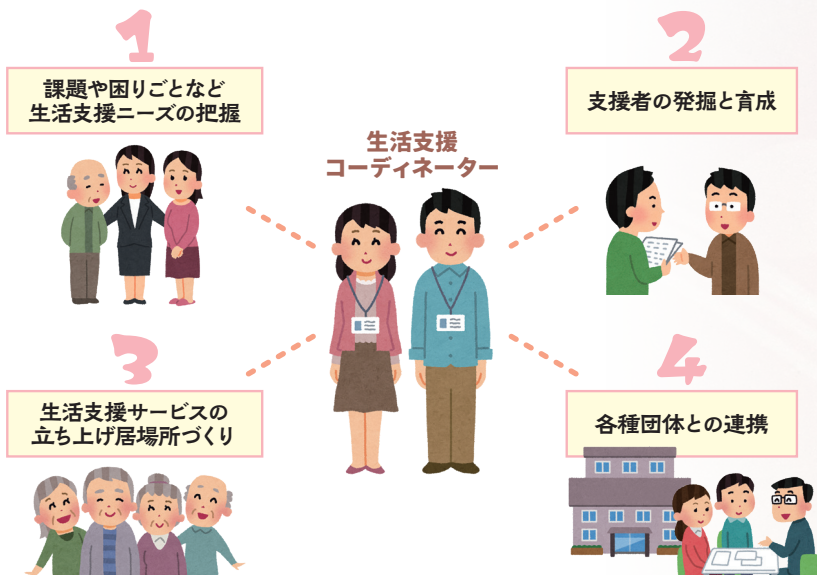 1
課題や困りごとなど
生活支援ニーズの把握
2
支援者の発掘と育成
生活支援
コーディネーター
3
生活支援サービスの
立ち上げ居場所づくり
4
各種団体との連携